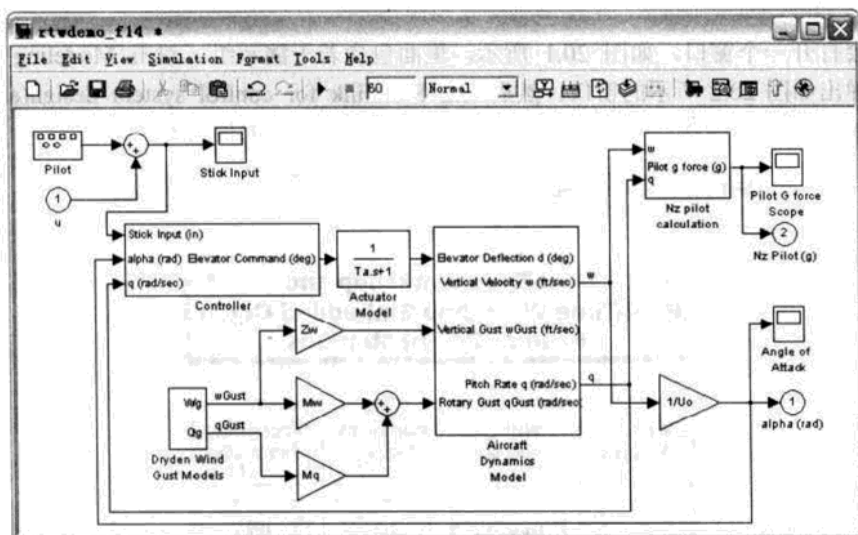 rtwdemo_f14 *
File Edit View Simulation Format Tools Help
60
Normal
Pilot
Stick Input
1
u
w
Pilot g force (g)
q
Nz pilot
calculation
Pilot G force
Scope
2
Nz Pilot (g)
Stick Input (in)
alpha (rad) Elevator Command (deg)
q (rad/sec)
Controller
1
Ta.s+1
Actuator
Model
Elevator Deflection d (deg)
Vertical Velocity w (ft/sec)
w
Vertical Gust wGust (ft/sec)
Pitch Rate q (rad/sec)
q
Rotary Gust qGust (rad/sec
Aircraft
Dynamics
Model
Zw
Mw
Mq
Wg
wGust
Qg
qGust
Dryden Wind
Gust Models
1/Uo
Angle of
Attack
1
alpha (rad)